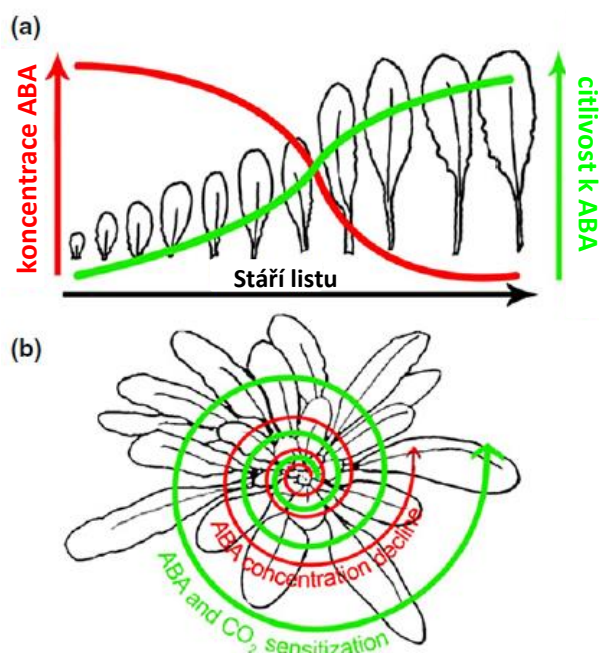 (a)
koncentrace ABA
citlivost k ABA
Stáří listu
(b)
ABA concentration decline
ABA and CO₂ sensitization